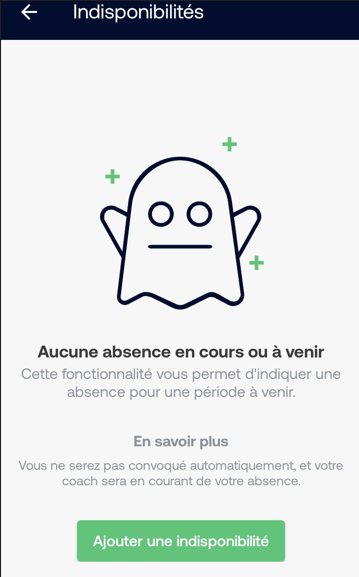 Indisponibilités
Aucune absence en cours ou à venir
Cette fonctionnalité vous permet d'indiquer une
absence pour une période à venir.
En savoir plus
Vous ne serez pas convoqué automatiquement, et votre
coach sera en courant de votre absence.
Ajouter une indisponibilité